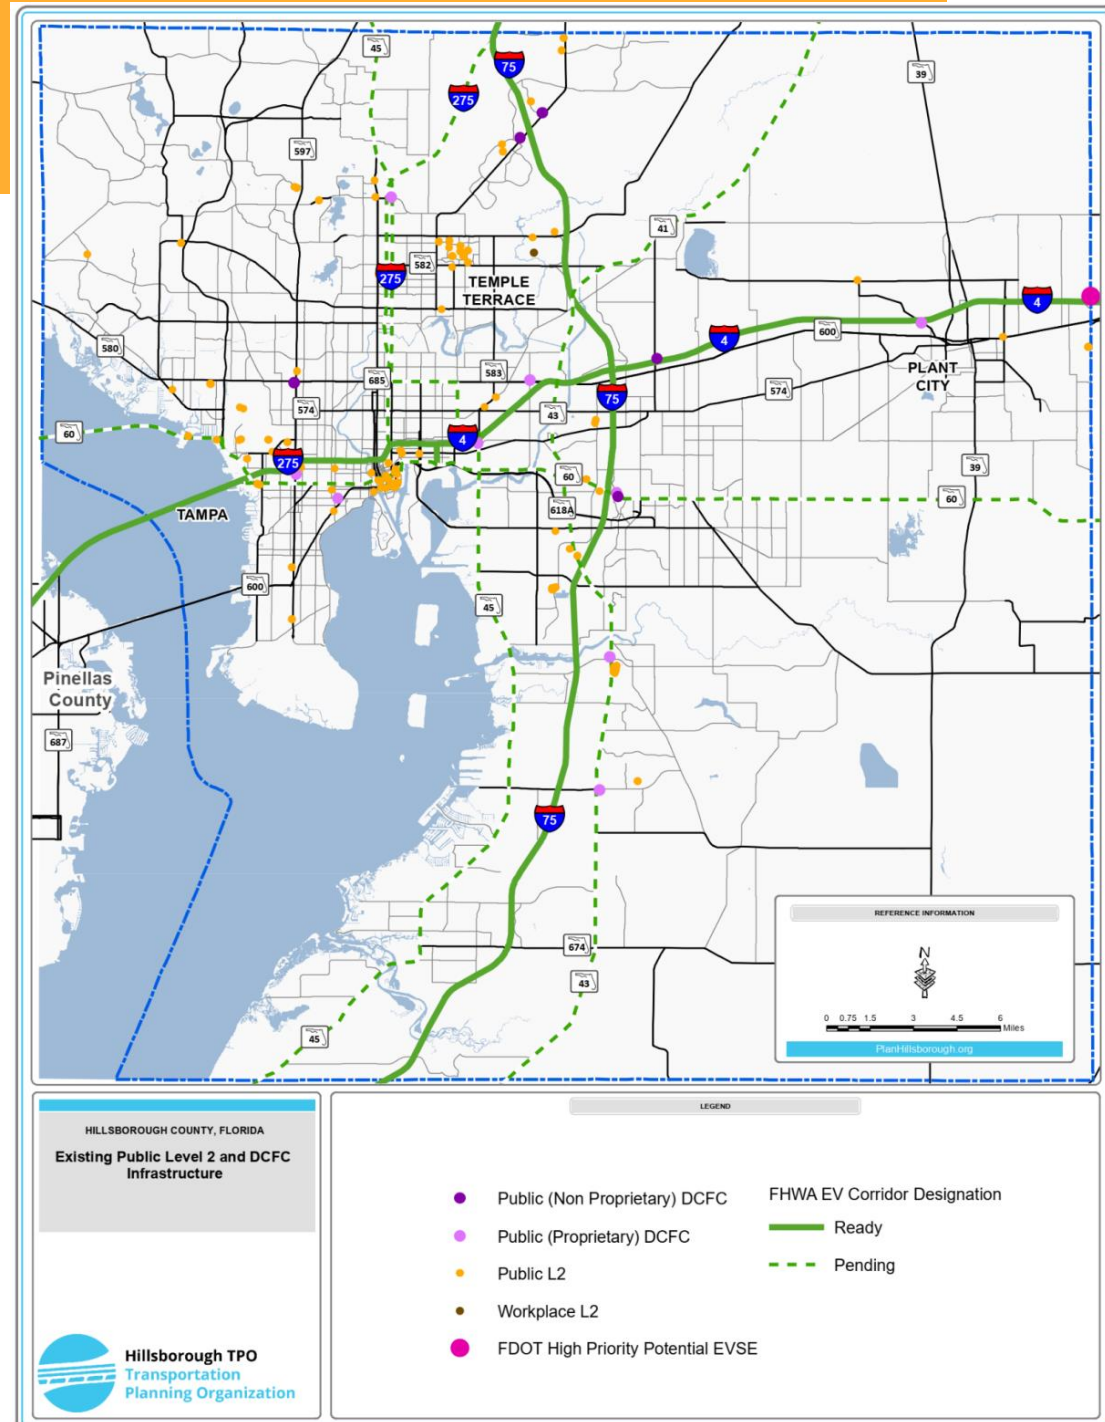 45
75
39
275
597
41
582
275
TEMPLE
TERRACE
4
580
600
4
685
583
PLANT
CITY
574
75
574
43
60
4
275
39
60
60
TAMPA
618A
600
45
Pinellas
County
687
75
674
43
45
REFERENCE INFORMATION
N
0 0.75 1.5 3 4.5 6
Miles
PlanHillsborough.org
HILLSBOROUGH COUNTY, FLORIDA
Existing Public Level 2 and DCFC
Infrastructure
Hillsborough TPO
Transportation
Planning Organization
LEGEND
Public (Non Proprietary) DCFC
Public (Proprietary) DCFC
Public L2
Workplace L2
FDOT High Priority Potential EVSE
FHWA EV Corridor Designation
Ready
Pending